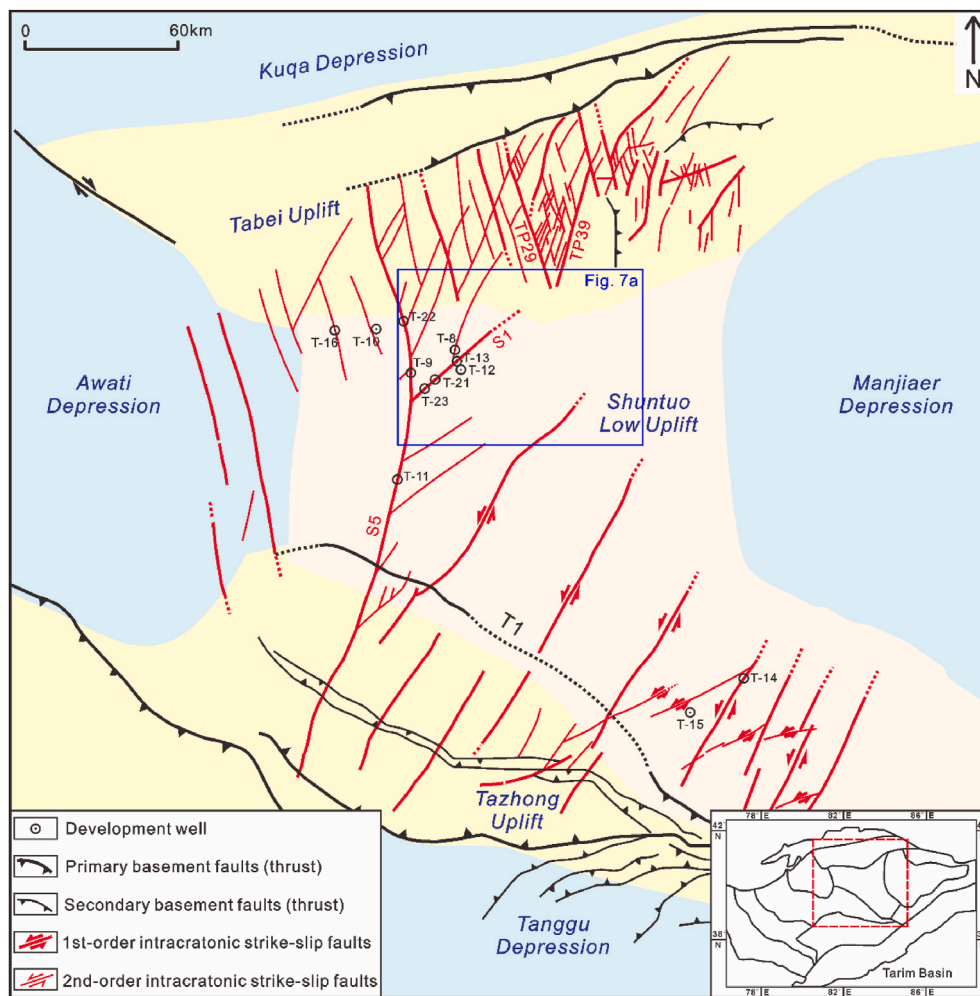 0
60km
N
Kuqa Depression
Tabei Uplift
TP29
TP39
Fig. 7a
T-22
T-16
T-10
T-8
S1
T-13
T-9
T-12
T-21
T-23
Awati
Depression
Shuntuo
Low Uplift
Manjiaer
Depression
T-11
S5
T1
T-14
T-15
Tazhong
Uplift
Tanggu
Depression
Development well
Primary basement faults (thrust)
Secondary basement faults (thrust)
1st-order intracratonic strike-slip faults
2nd-order intracratonic strike-slip faults
78° E
82° E
86° E
42
N
38
N
Tarim Basin
78° E
82° E
86° E